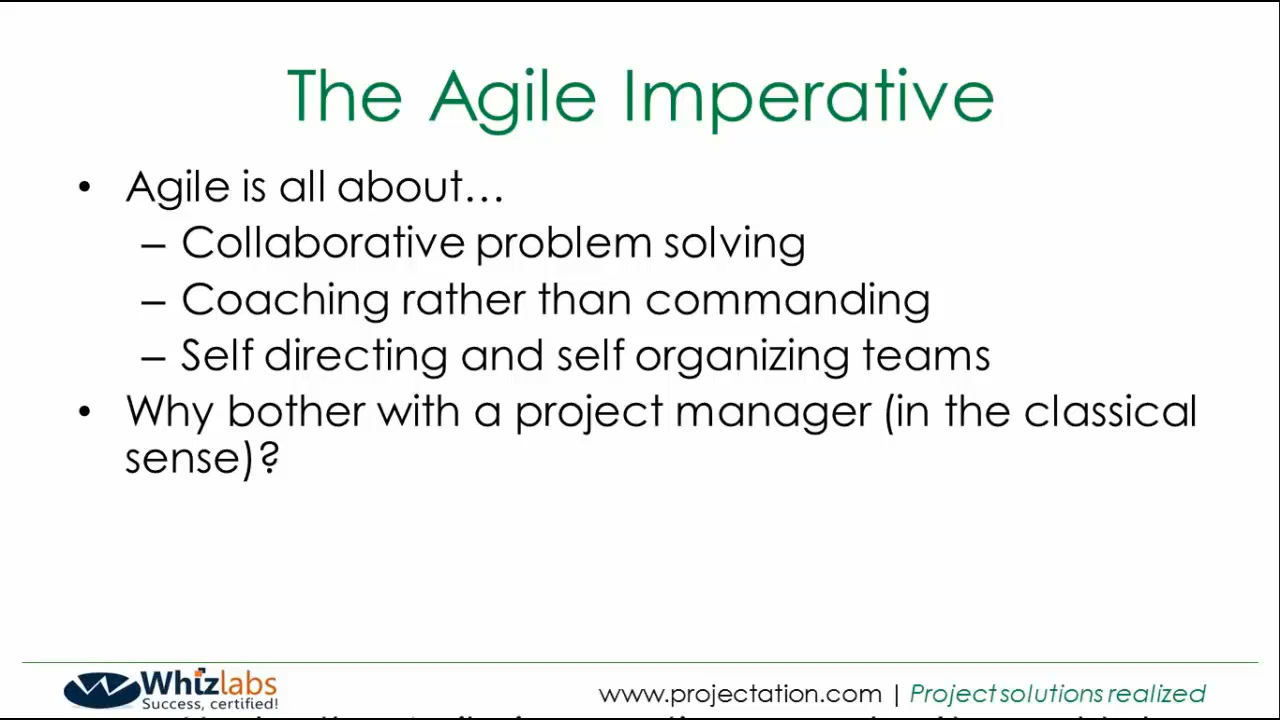 The Agile Imperative
• Agile is all about…
– Collaborative problem solving
– Coaching rather than commanding
– Self directing and self organizing teams
• Why bother with a project manager (in the classical
sense)?
Whizlabs
Success, certified!
www.projectation.com | Project solutions realized